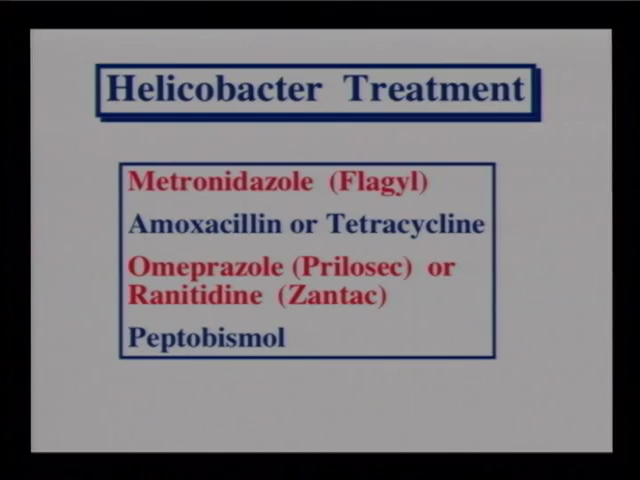 Helicobacter Treatment
Metronidazole (Flagyl)
Amoxacillin or Tetracycline
Omeprazole (Prilosec) or
Ranitidine (Zantac)
Peptobismol